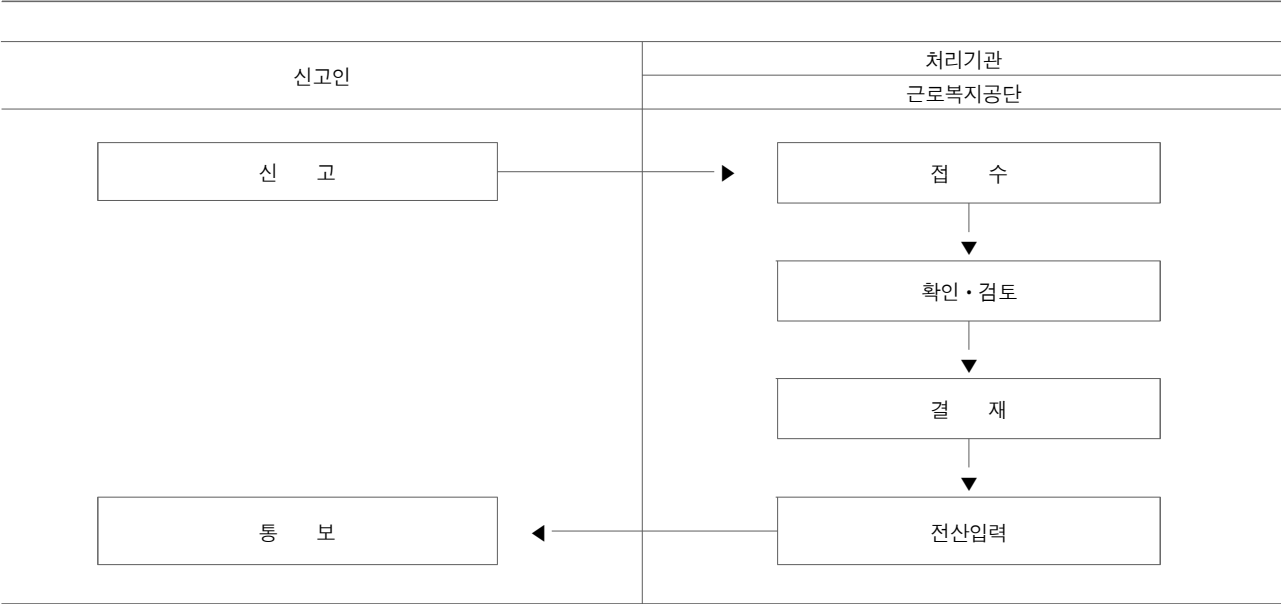 신고인
처리기관
근로복지공단
신 고
접 수
확인·검토
결 재
통 보
전산입력